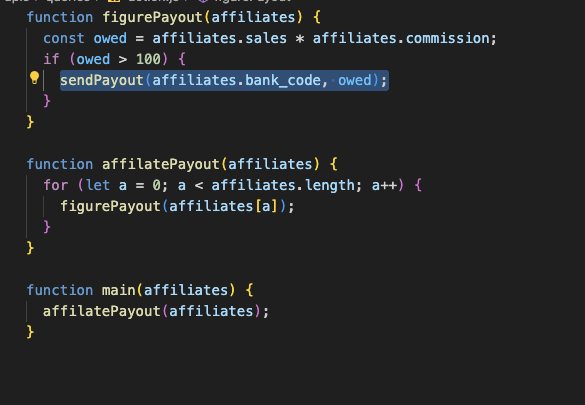 function figurePayout(affiliates) {
const owed = affiliates.sales * affiliates.commission;
if (owed > 100) {
sendPayout(affiliates.bank_code, owed);
}
}
function affilatePayout(affiliates) {
for (let a = 0; a < affiliates.length; a++) {
figurePayout(affiliates[a]);
}
}
function main(affiliates) {
affilatePayout(affiliates);
}